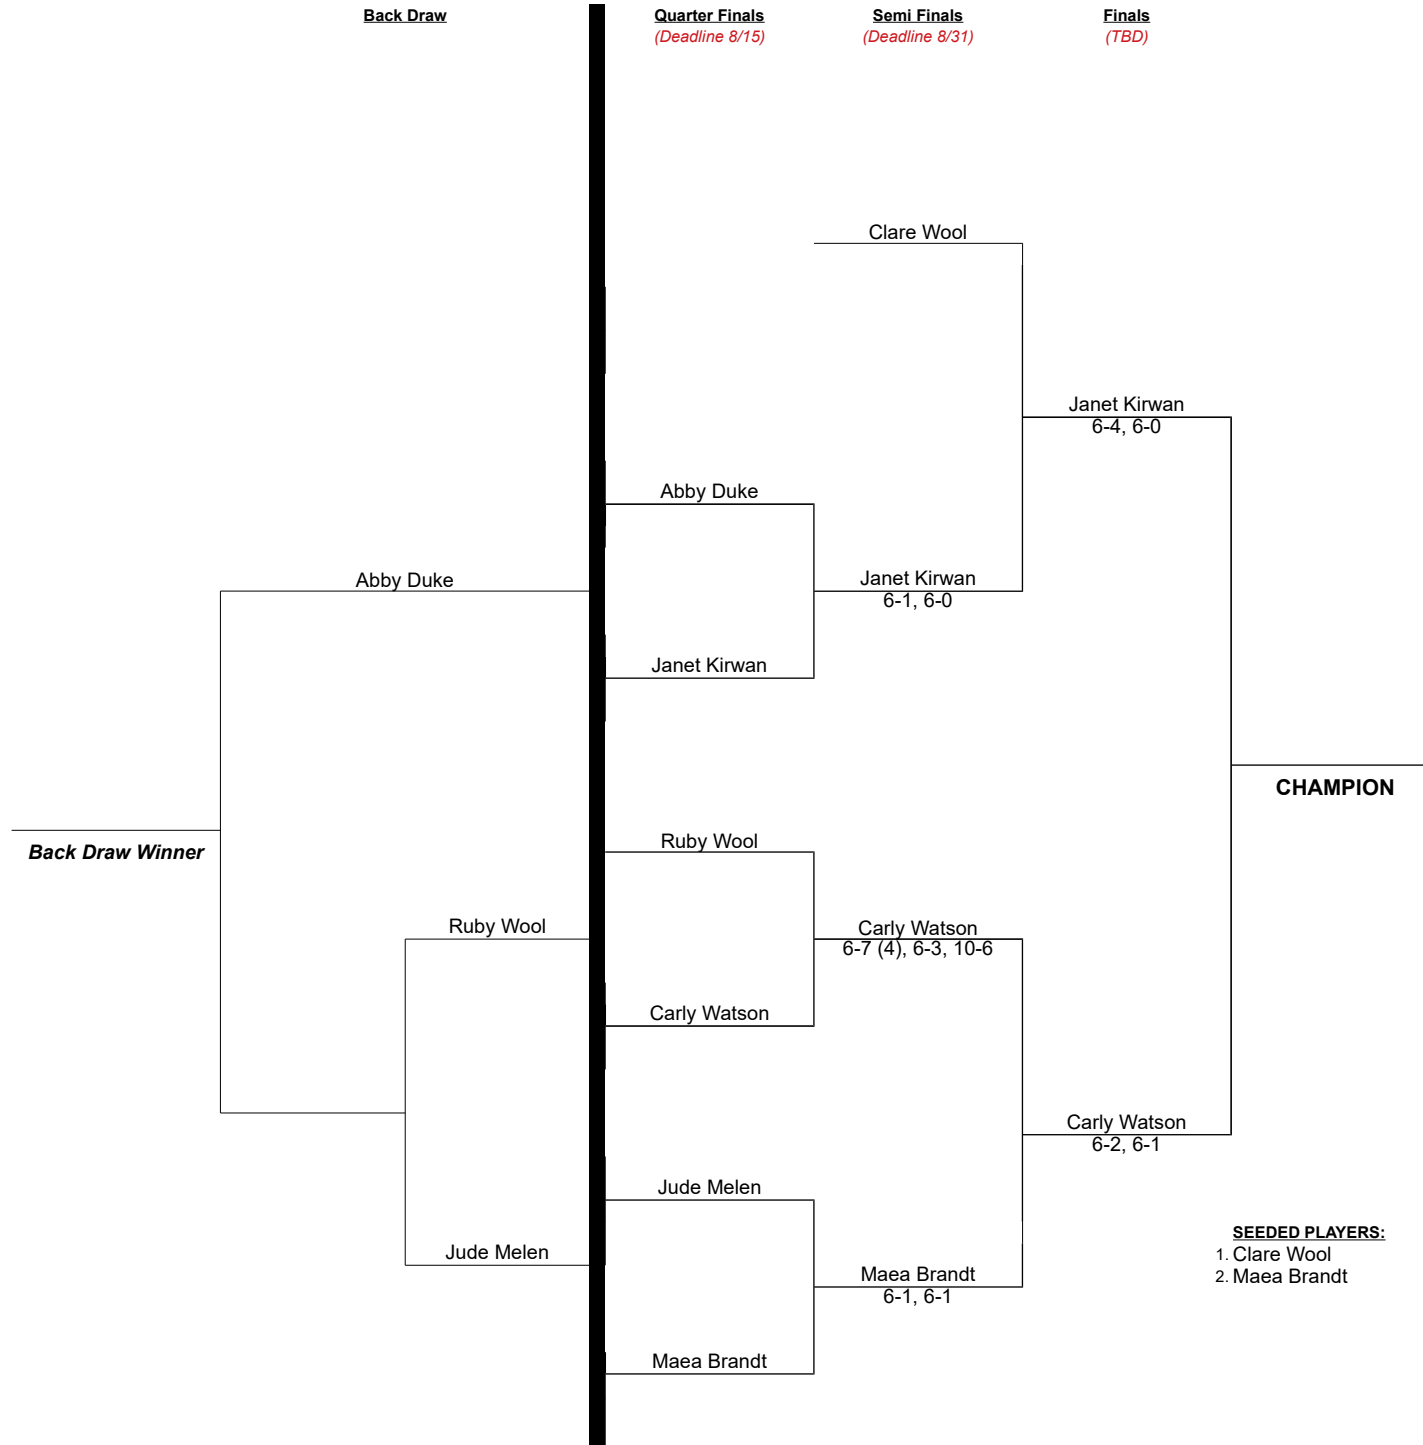 Back Draw
Quarter Finals
(Deadline 8/15)
Semi Finals
(Deadline 8/31)
Finals
(TBD)
Clare Wool
Janet Kirwan
6-4, 6-0
Abby Duke
Abby Duke
Janet Kirwan
6-1, 6-0
Janet Kirwan
CHAMPION
Back Draw Winner
Ruby Wool
Ruby Wool
Carly Watson
6-7 (4), 6-3, 10-6
Carly Watson
Carly Watson
6-2, 6-1
Jude Melen
Jude Melen
Maea Brandt
6-1, 6-1
Maea Brandt
SEEDED PLAYERS:
1. Clare Wool
2. Maea Brandt